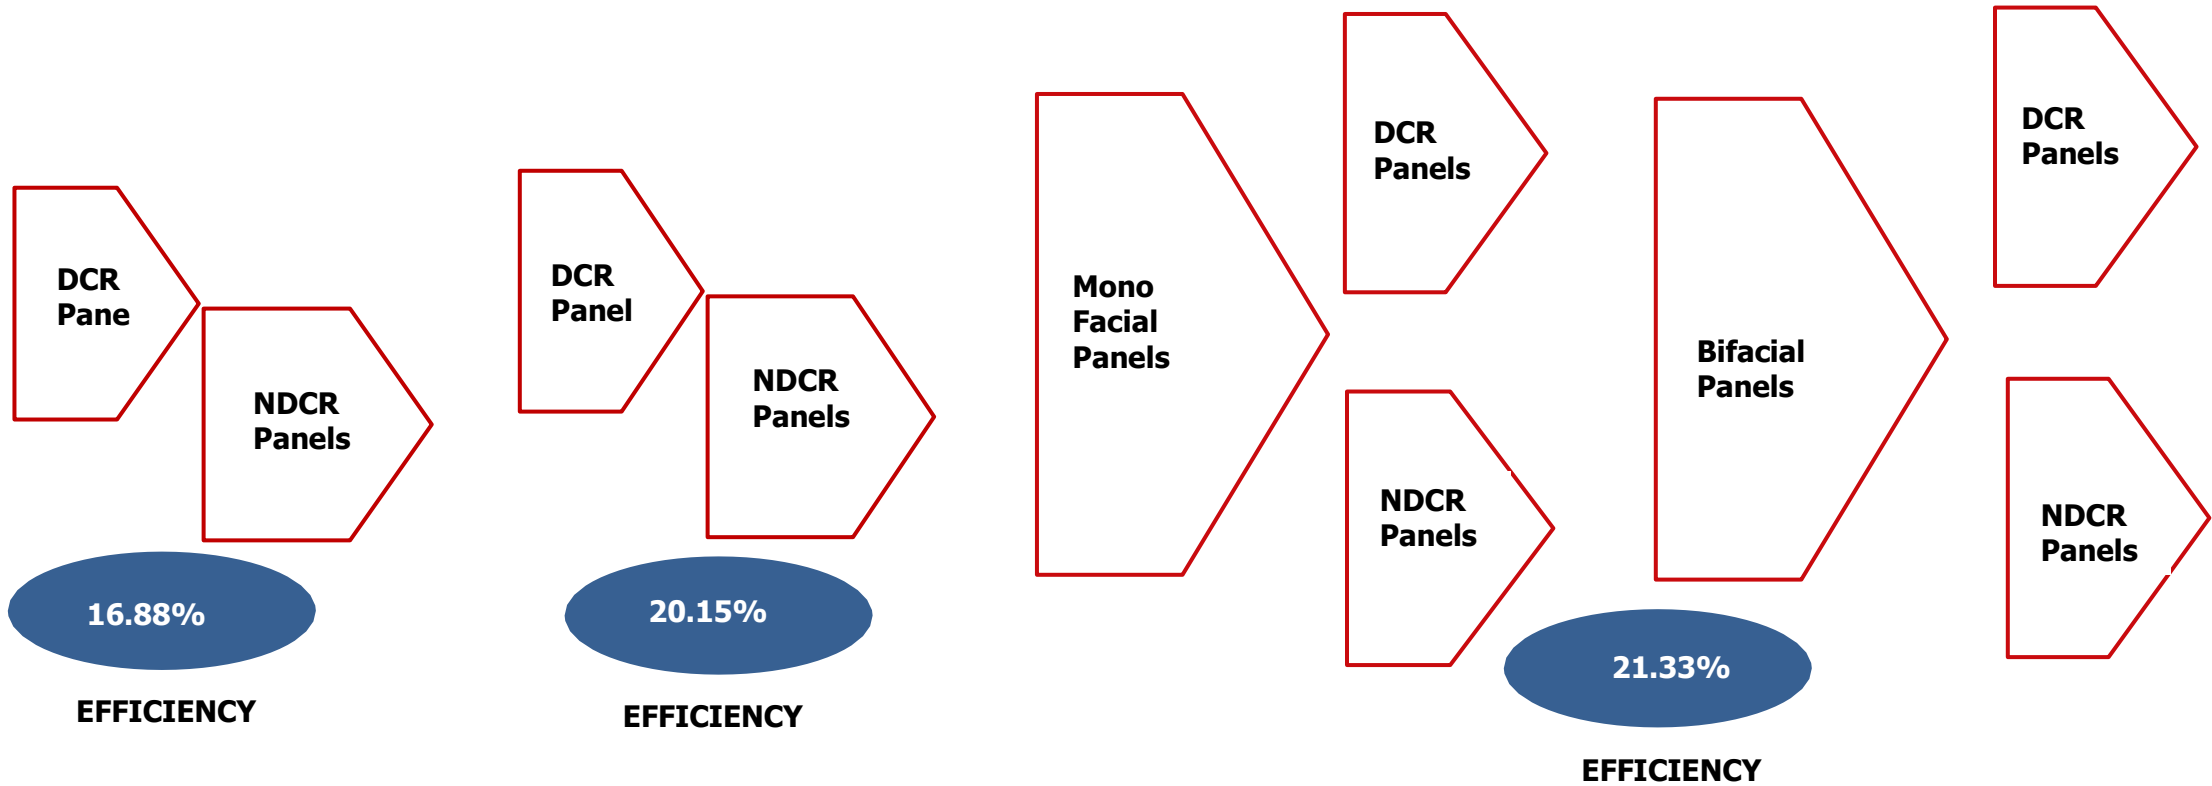 DCR
Pane
NDCR
Panels
16.88%
EFFICIENCY
DCR
Panel
NDCR
Panels
20.15%
EFFICIENCY
Mono
Facial
Panels
DCR
Panels
NDCR
Panels
Bifacial
Panels
DCR
Panels
NDCR
Panels
21.33%
EFFICIENCY